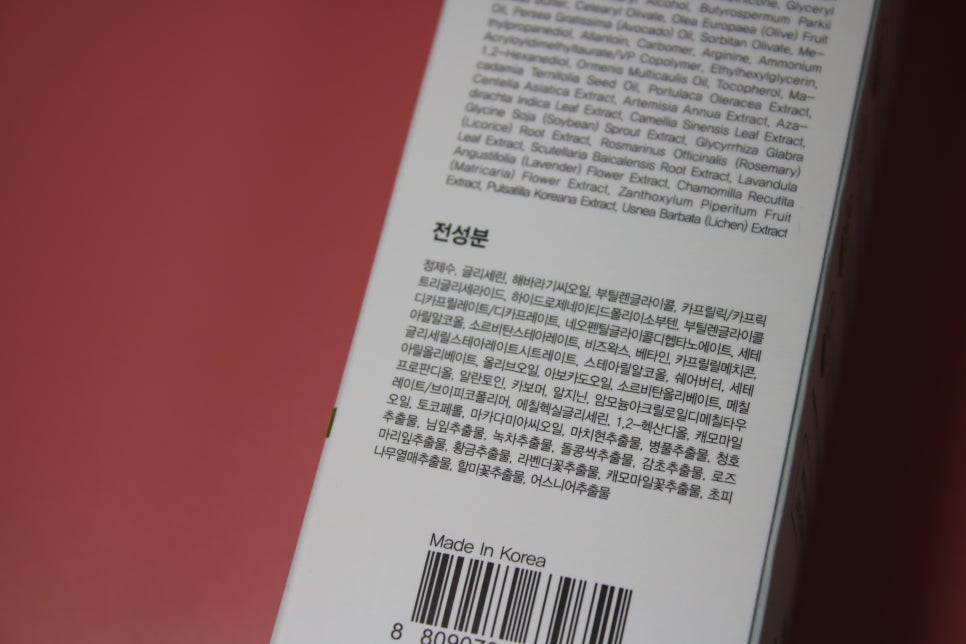 Alcohol, Butyrospermum Parkii
Butter, Cetearyl Olivate, Olea Europaea (Olive) Fruit
Oil, Persea Gratissima (Avocado) Oil, Sorbitan Olivate, Me-
thylpropanediol, Allantoin, Carbomer, Arginine, Ammonium
Acryloyldimethyltaurate/VP Copolymer, Ethylhexylglycerin,
1,2-Hexanediol, Ormenis Multicaulis Oil, Tocopherol, Ma-
cadamia Ternifolia Seed Oil, Portulaca Oleracea Extract,
Centella Asiatica Extract, Artemisia Annua Extract, Aza-
dirachta Indica Leaf Extract, Camellia Sinensis Leaf Extract,
Glycine Soja (Soybean) Sprout Extract, Glycyrrhiza Glabra
(Licorice) Root Extract, Rosmarinus Officinalis (Rosemary)
Leaf Extract, Scutellaria Baicalensis Root Extract, Lavandula
Angustifolia (Lavender) Flower Extract, Chamomilla Recutita
(Matricaria) Flower Extract, Zanthoxylum Piperitum Fruit
Extract, Pulsatilla Koreana Extract, Usnea Barbata (Lichen) Extract
전성분
정제수, 글리세린, 해바라기씨오일, 부틸렌글라이콜, 카프릴릭/카프릭
트리글리세라이드, 하이드로제네이티드폴리이소부텐, 부틸렌글라이콜
디카프릴레이트/디카프레이트, 네오펜틸글라이콜디헵타노에이트, 세테
아릴알코올, 소르비탄스테아레이트, 비즈왁스, 베타인, 카프릴릴메치콘,
글리세릴스테아레이트시트레이트, 스테아릴알코올, 쉐어버터, 세테
아릴올리베이트, 올리브오일, 아보카도오일, 소르비탄올리베이트, 메칠
프로판디올, 알란토인, 카보머, 알지닌, 암모늄아크릴로일디메칠타우
레이트/브이피코폴리머, 에칠헥실글리세린, 1,2-헥산디올, 캐모마일
오일, 토코페롤, 마카다미아씨오일, 마치현추출물, 병풀추출물, 청호
추출물, 님잎추출물, 녹차추출물, 돌콩싹추출물, 감초추출물, 로즈
마리잎추출물, 황금추출물, 라벤더꽃추출물, 캐모마일꽃추출물, 초피
나무열매추출물, 할미꽃추출물, 어스니어추출물
Made In Korea
8 80907